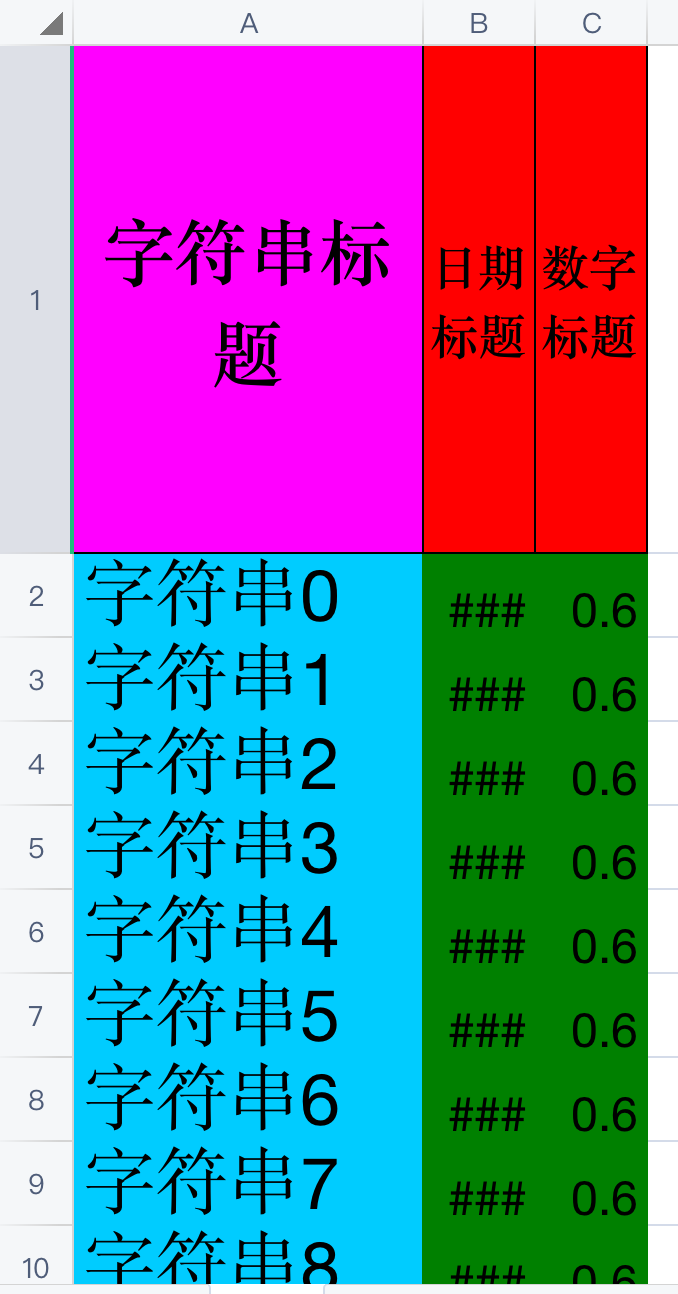 A B C
1 字符串标题 日期标题 数字标题
2 字符串0 ### 0.6
3 字符串1 ### 0.6
4 字符串2 ### 0.6
5 字符串3 ### 0.6
6 字符串4 ### 0.6
7 字符串5 ### 0.6
8 字符串6 ### 0.6
9 字符串7 ### 0.6
10 字符串8 ### 0.6